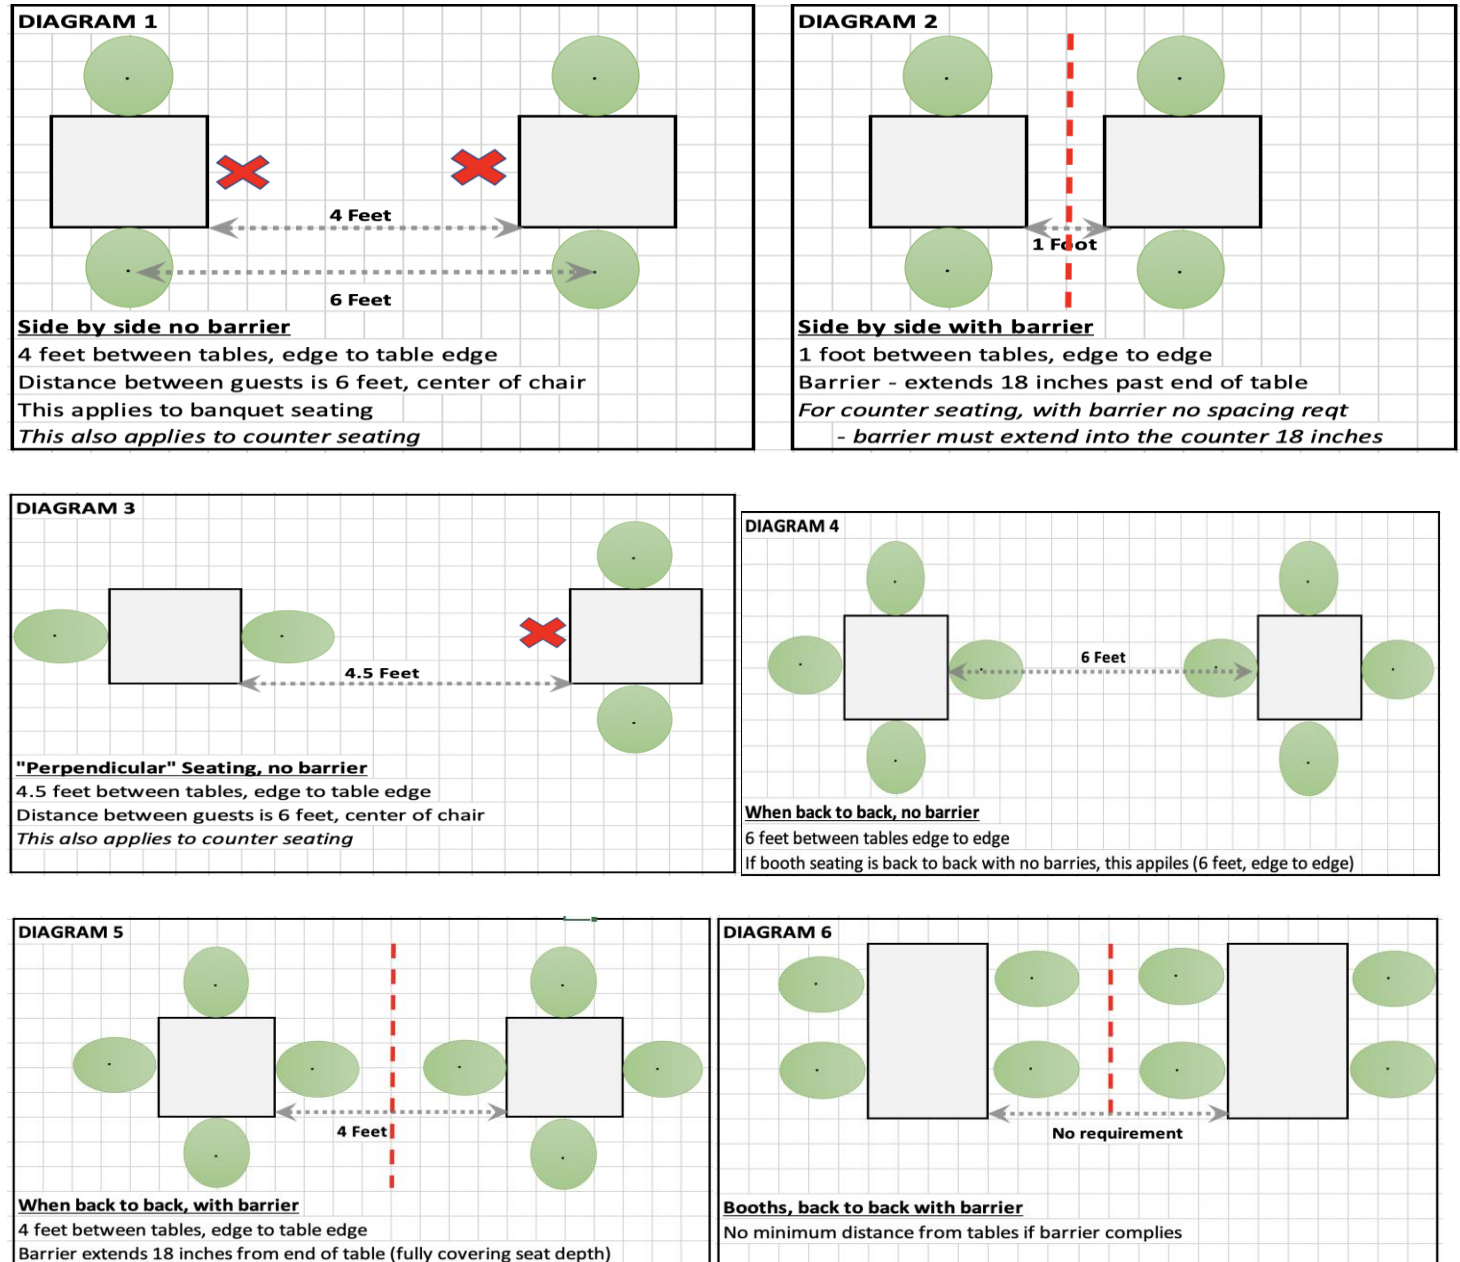 DIAGRAM 1
4 Feet
6 Feet
Side by side no barrier
4 feet between tables, edge to table edge
Distance between guests is 6 feet, center of chair
This applies to banquet seating
This also applies to counter seating
DIAGRAM 2
1 Foot
Side by side with barrier
1 foot between tables, edge to edge
Barrier - extends 18 inches past end of table
For counter seating, with barrier no spacing reqt
- barrier must extend into the counter 18 inches
DIAGRAM 3
4.5 Feet
"Perpendicular" Seating, no barrier
4.5 feet between tables, edge to table edge
Distance between guests is 6 feet, center of chair
This also applies to counter seating
DIAGRAM 4
6 Feet
When back to back, no barrier
6 feet between tables edge to edge
If booth seating is back to back with no barries, this appiles (6 feet, edge to edge)
DIAGRAM 5
4 Feet
When back to back, with barrier
4 feet between tables, edge to table edge
Barrier extends 18 inches from end of table (fully covering seat depth)
DIAGRAM 6
No requirement
Booths, back to back with barrier
No minimum distance from tables if barrier complies